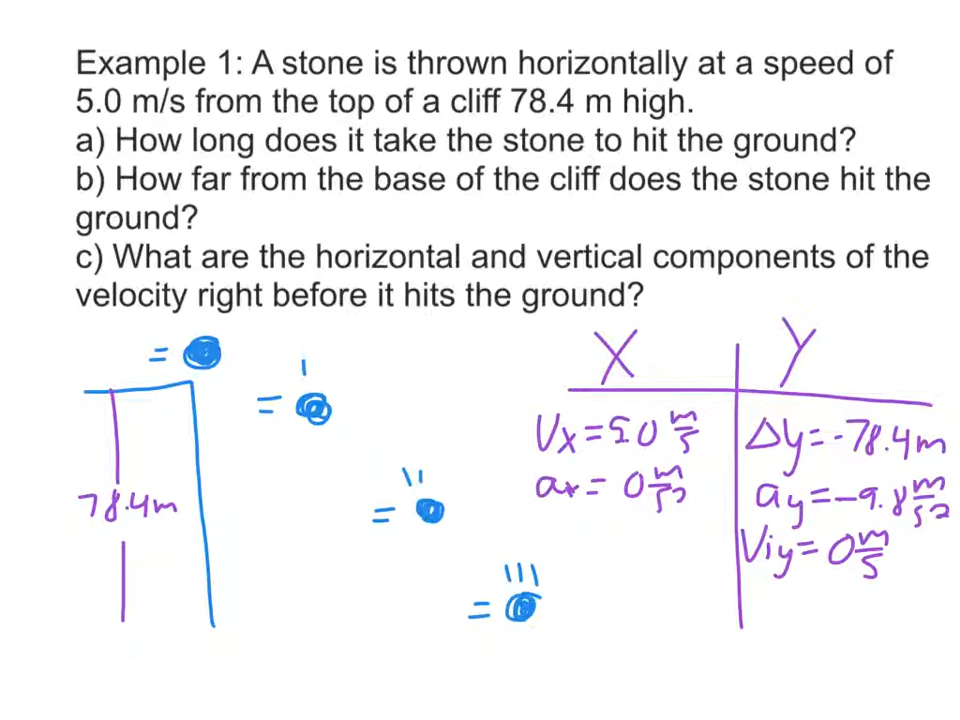 Example 1: A stone is thrown horizontally at a speed of
5.0 m/s from the top of a cliff 78.4 m high.
a) How long does it take the stone to hit the ground?
b) How far from the base of the cliff does the stone hit the
ground?
c) What are the horizontal and vertical components of the
velocity right before it hits the ground?
X Y
Vx = 5.0 m/s
ax = 0 m/s2
Δy = -78.4m
ay = -9.8 m/s2
Viy = 0 m/s
78.4m